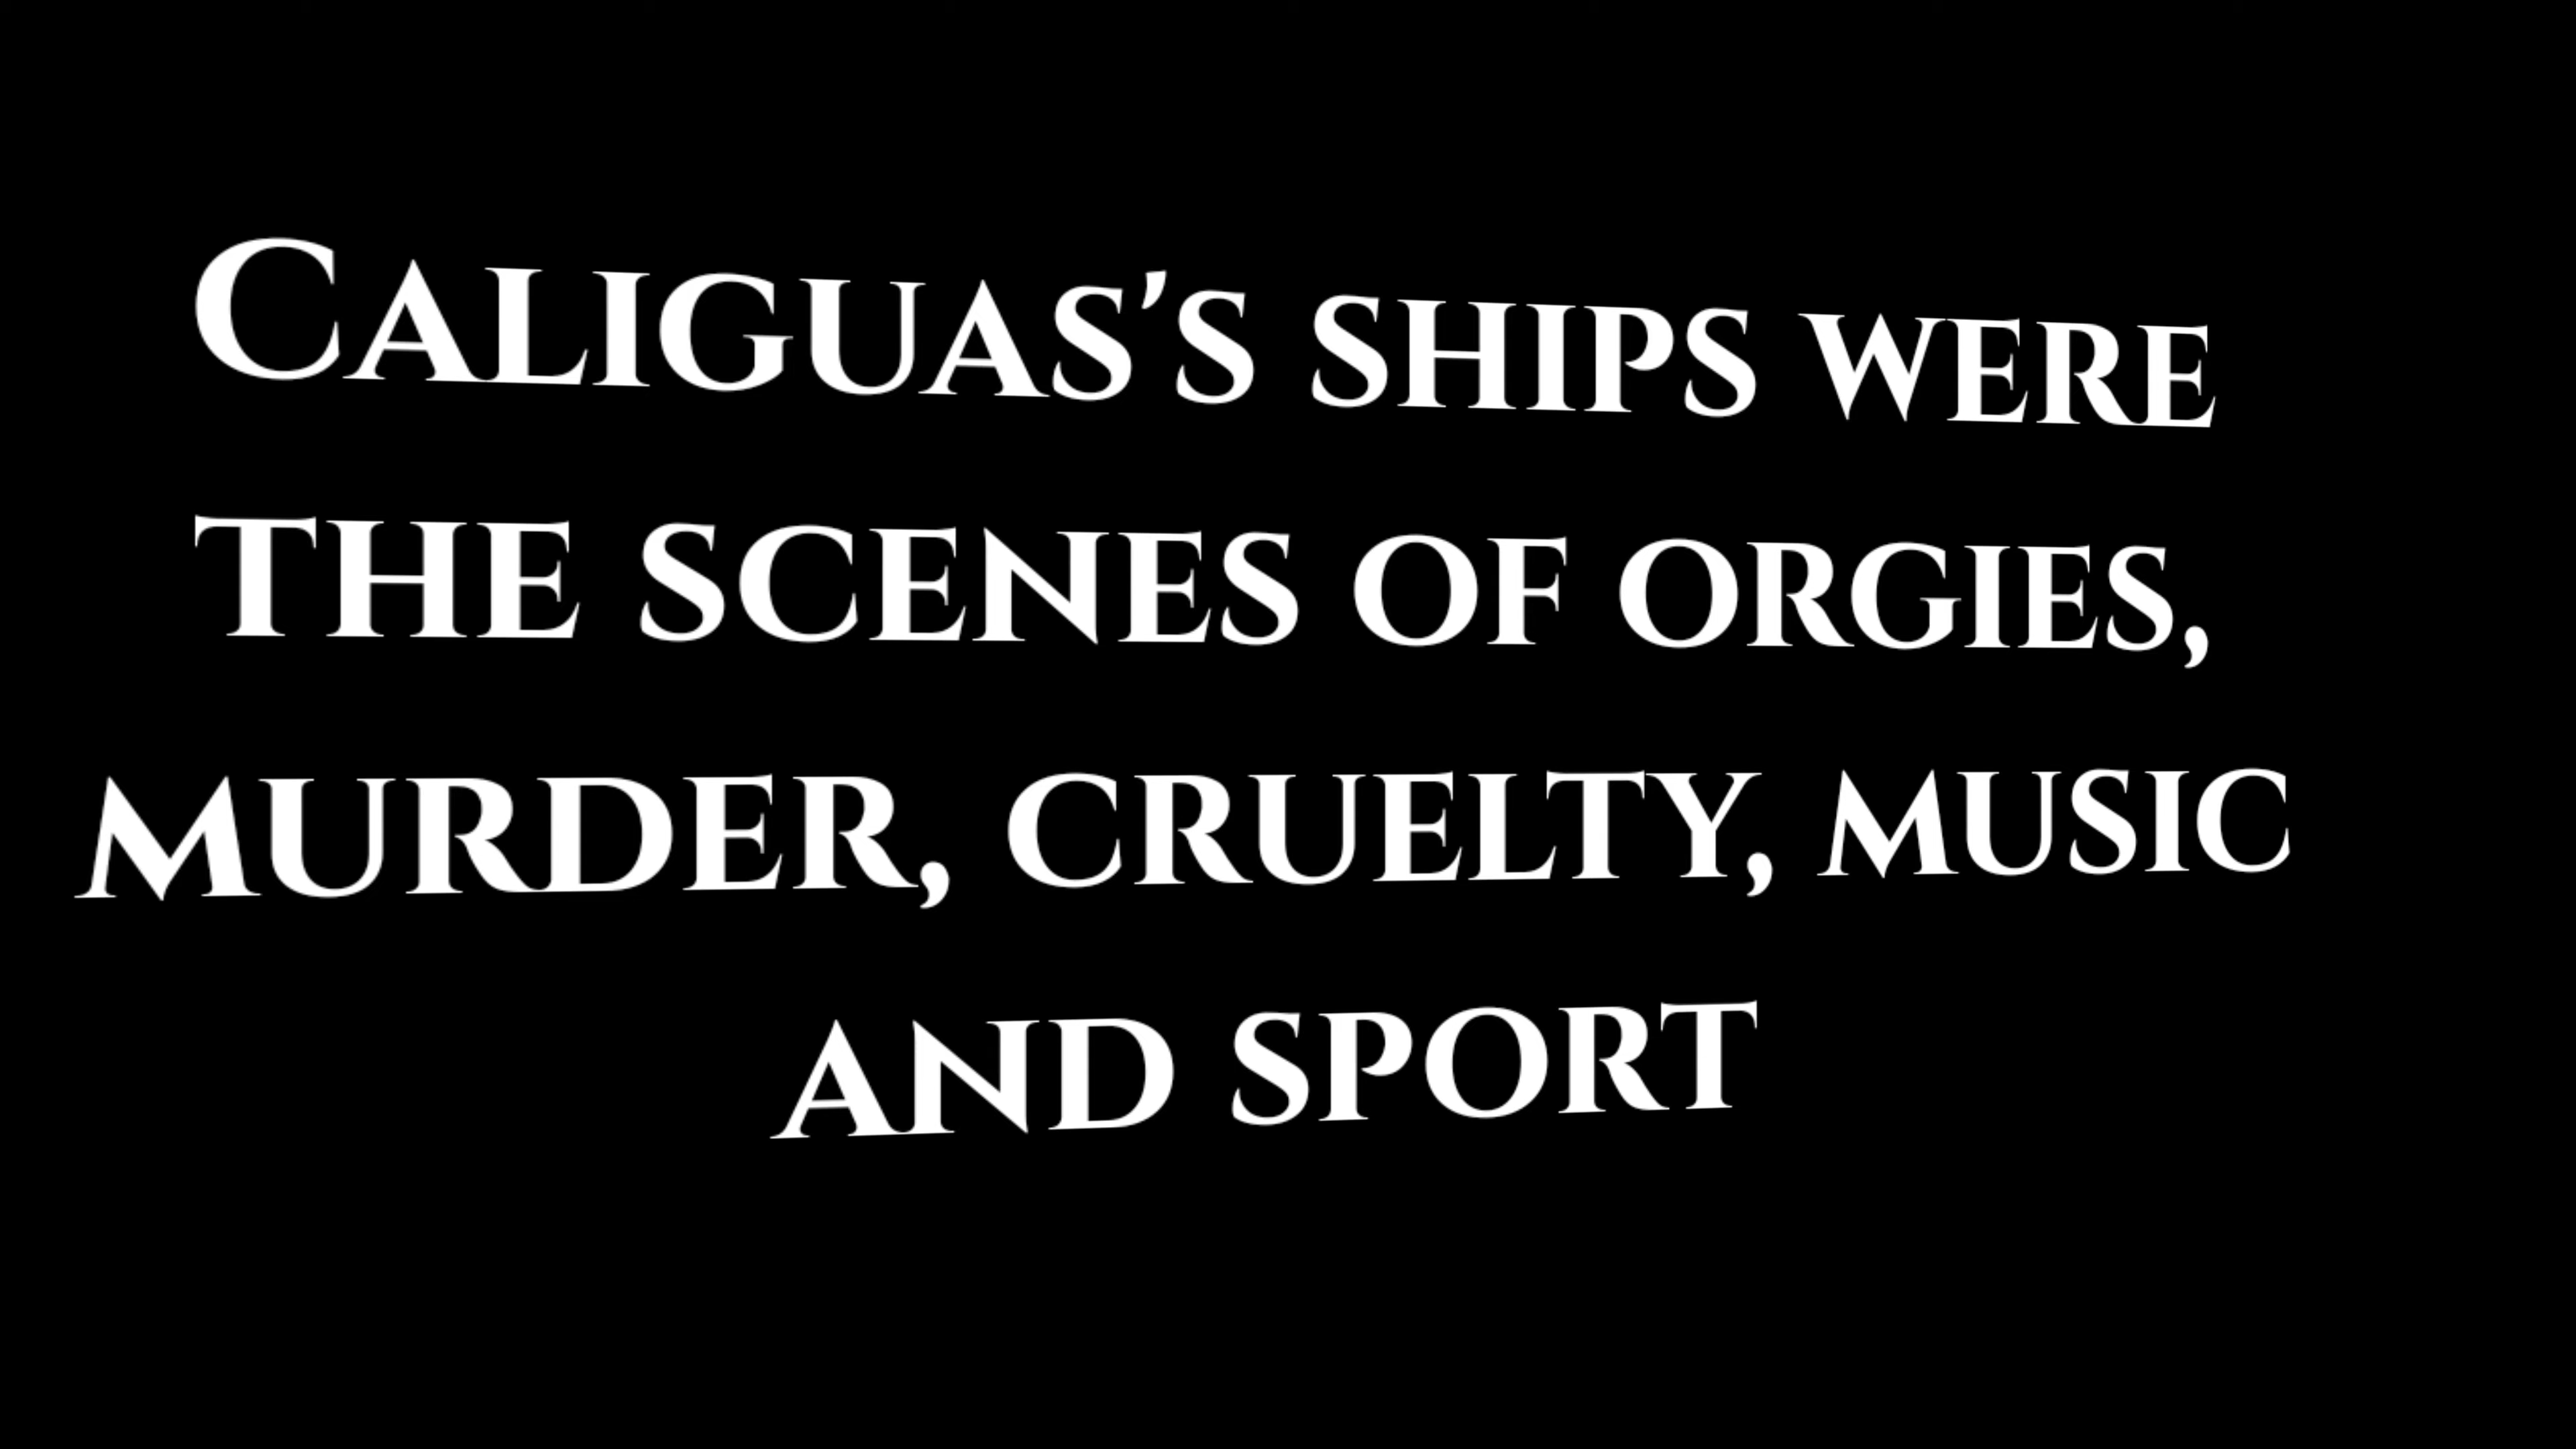 Caliguas's ships were
the scenes of orgies,
murder, cruelty, music
and sport